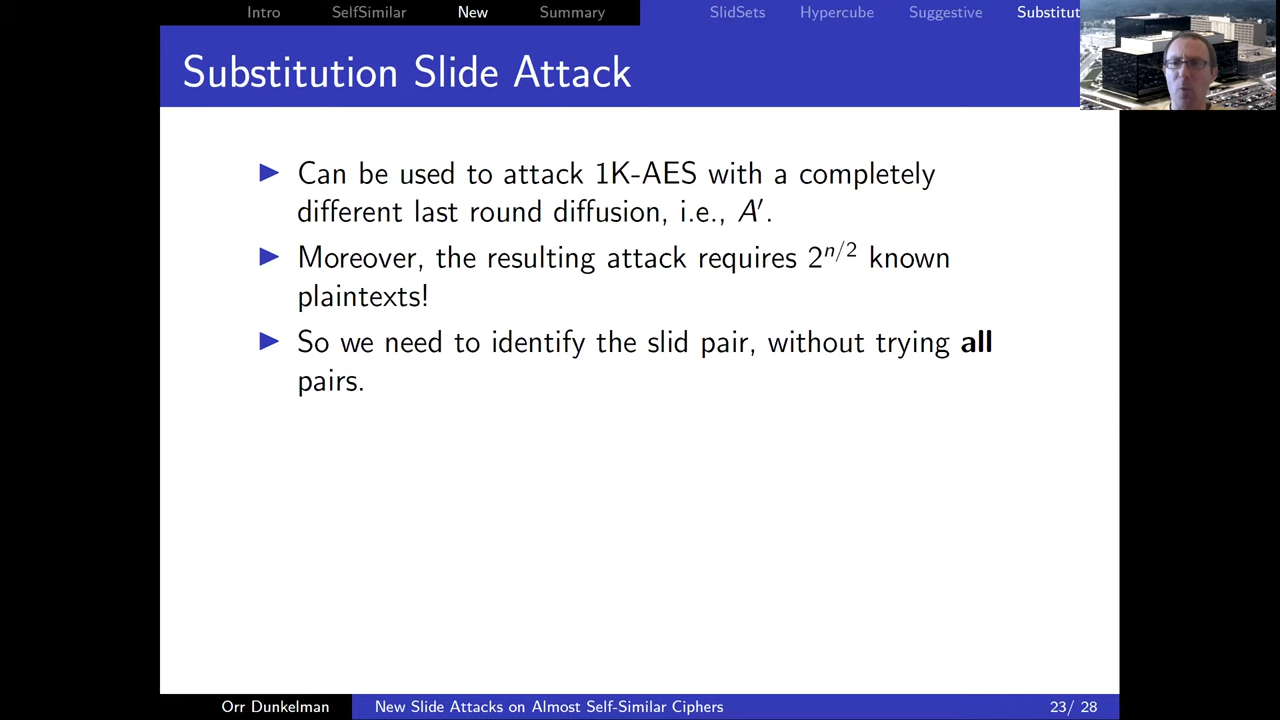 Intro SelfSimilar New Summary SlidSets Hypercube Suggestive Substitut
Substitution Slide Attack
Can be used to attack 1K-AES with a completely
different last round diffusion, i.e., A′.
Moreover, the resulting attack requires 2^{n/2} known
plaintexts!
So we need to identify the slid pair, without trying all
pairs.
Orr Dunkelman New Slide Attacks on Almost Self-Similar Ciphers 23/ 28